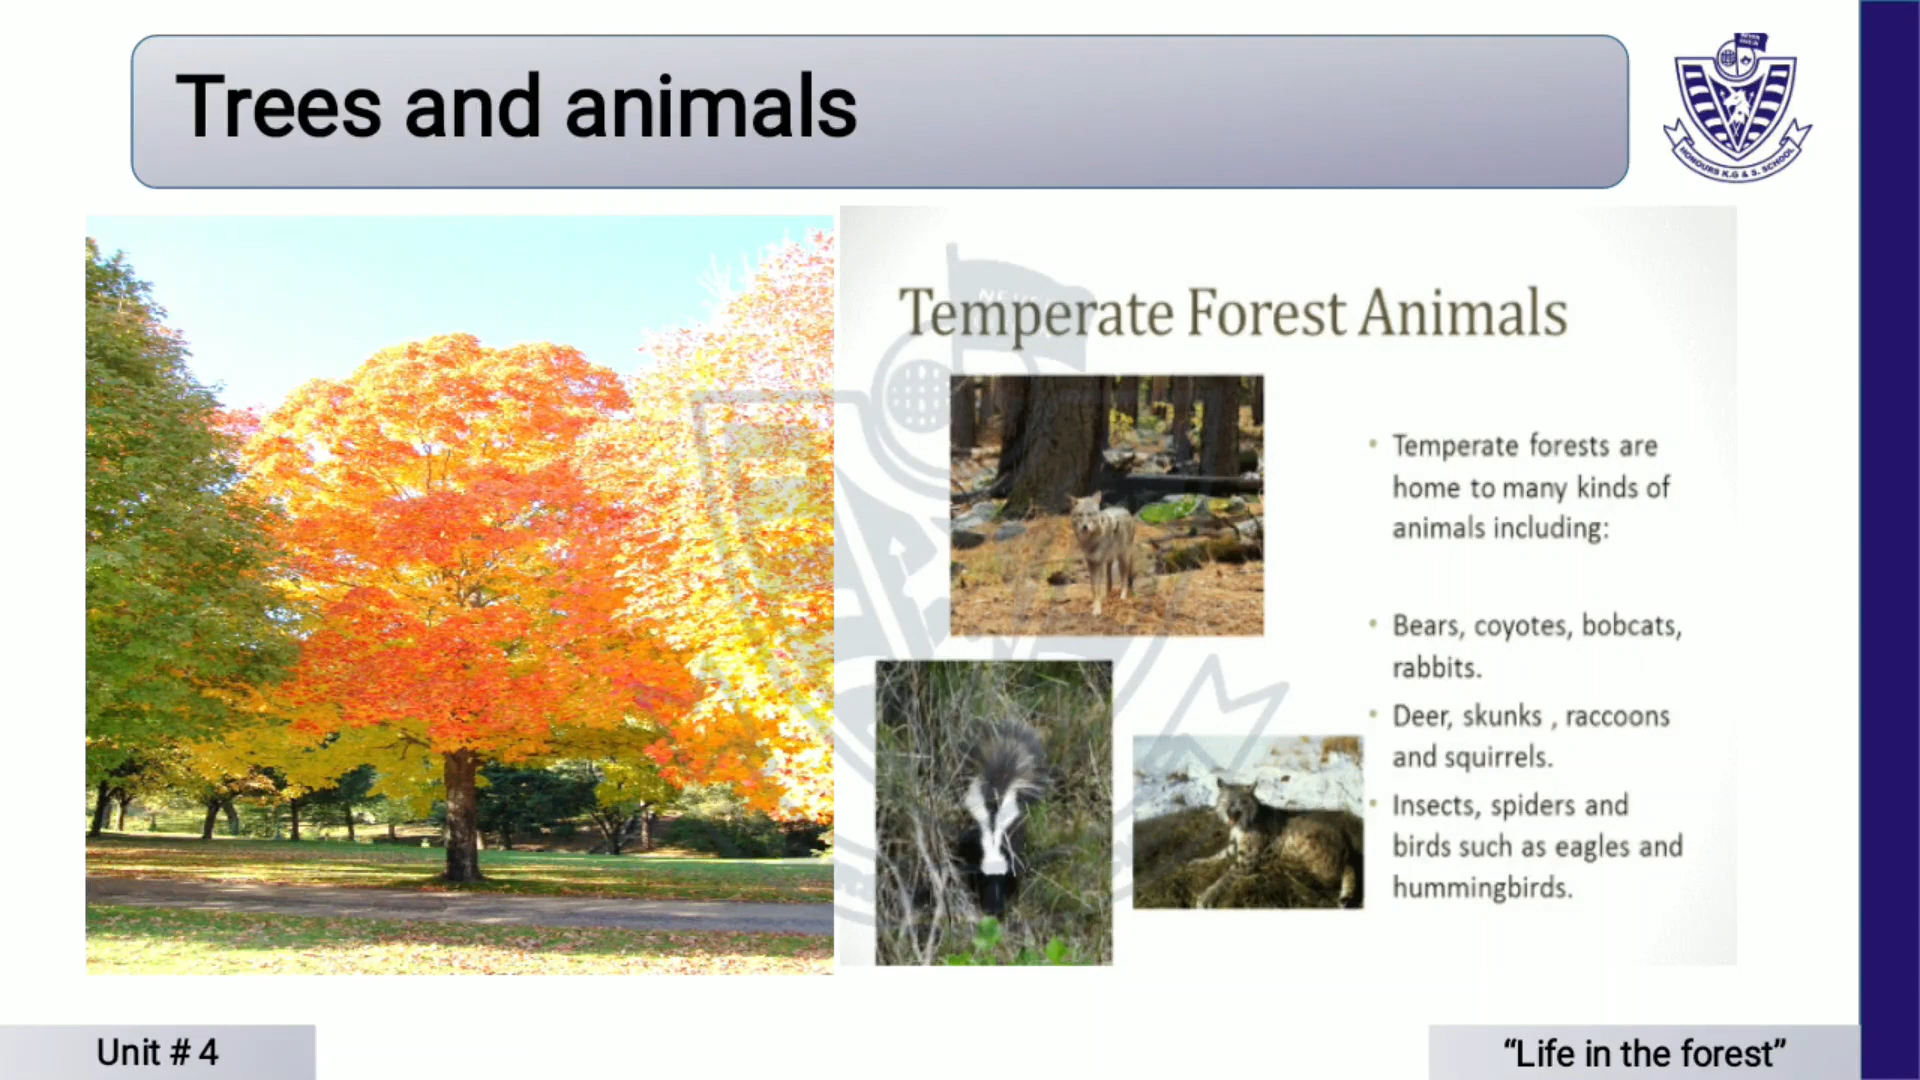 Trees and animals
HONOURS K.G & S. SCHOOL
Temperate Forest Animals
• Temperate forests are
home to many kinds of
animals including:
• Bears, coyotes, bobcats,
rabbits.
• Deer, skunks , raccoons
and squirrels.
• Insects, spiders and
birds such as eagles and
hummingbirds.
Unit # 4
“Life in the forest”